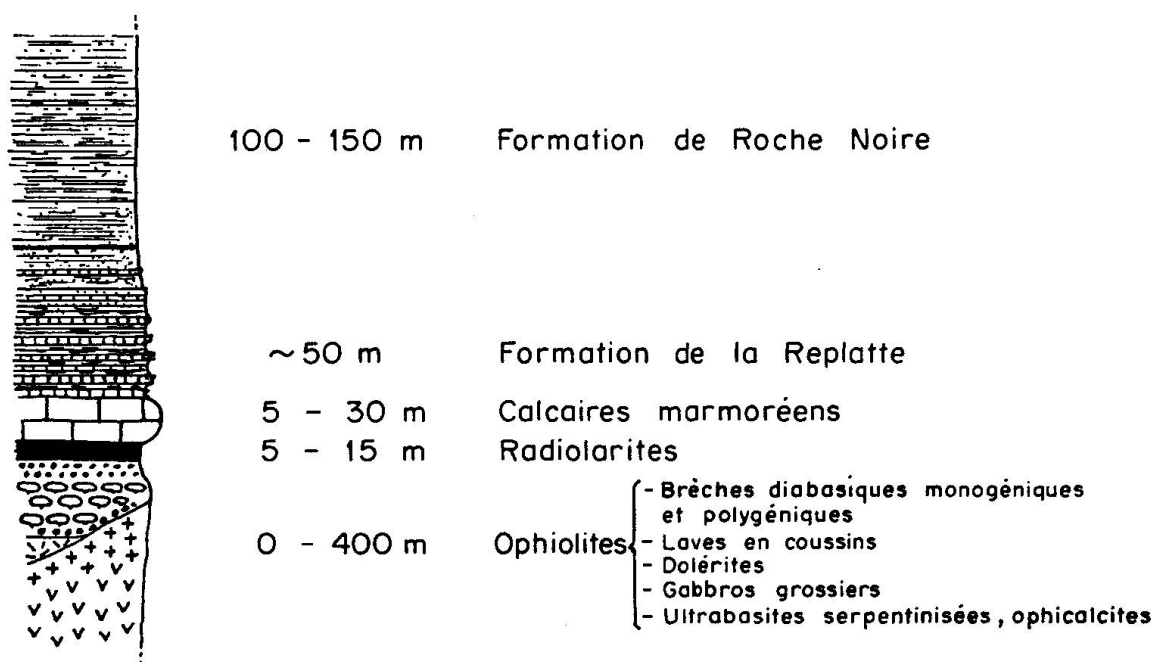 100 - 150 m Formation de Roche Noire
~ 50 m Formation de la Replatte
5 - 30 m Calcaires marmoréens
5 - 15 m Radiolarites
0 - 400 m Ophiolites
- Brèches diabasiques monogéniques
et polygéniques
- Laves en coussins
- Dolérites
- Gabbros grossiers
- Ultrabasites serpentinisées, ophicalcites